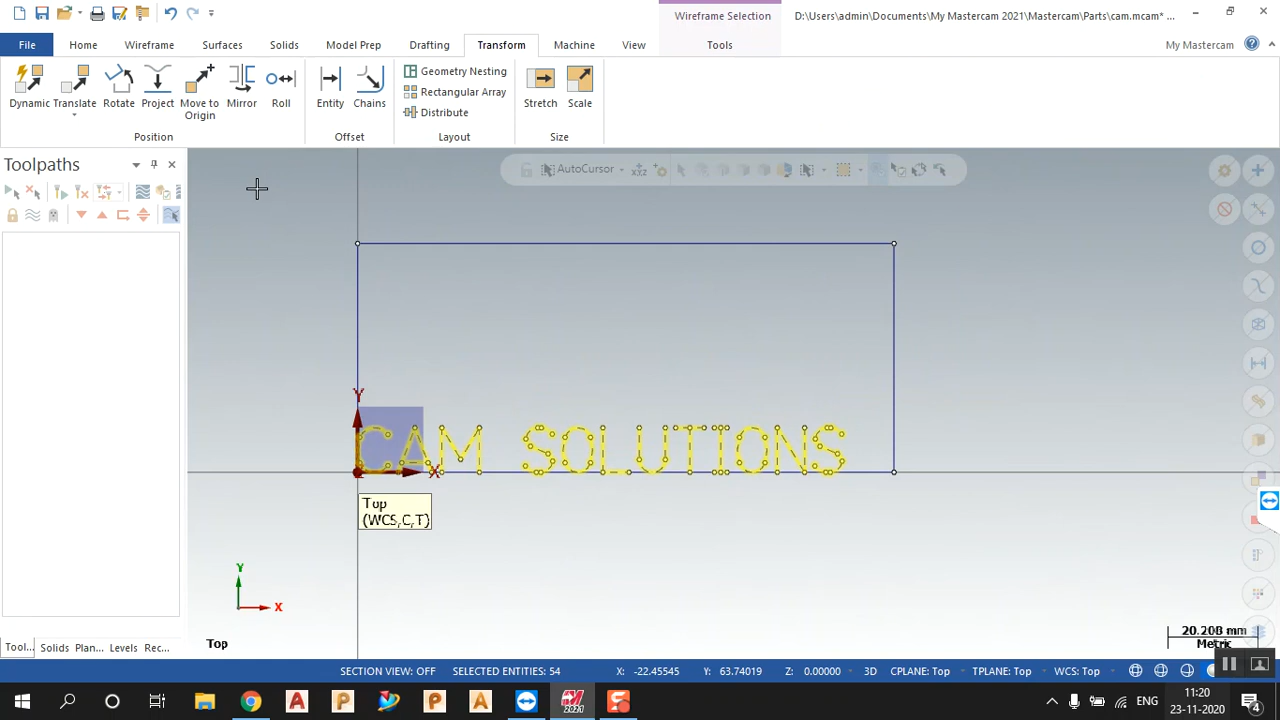 Wireframe Selection
D:\Users\admin\Documents\My Mastercam 2021\Mastercam\Parts\cam.mcam* ...
File
Home
Wireframe
Surfaces
Solids
Model Prep
Drafting
Transform
Machine
View
Tools
My Mastercam
Dynamic
Translate
Rotate
Project
Move to
Origin
Mirror
Roll
Entity
Chains
Geometry Nesting
Rectangular Array
Distribute
Stretch
Scale
Position
Offset
Layout
Size
Toolpaths
AutoCursor
Y
CAM SOLUTIONS
X
Top
(WCS,C,T)
Y
X
Top
20.203 mm
Metric
Tool...
Solids
Plan...
Levels
Rec...
SECTION VIEW: OFF
SELECTED ENTITIES: 54
X: -22.45545
Y: 63.74019
Z: 0.00000
3D
CPLANE: Top
TPLANE: Top
WCS: Top
ENG
11:20
23-11-2020
4